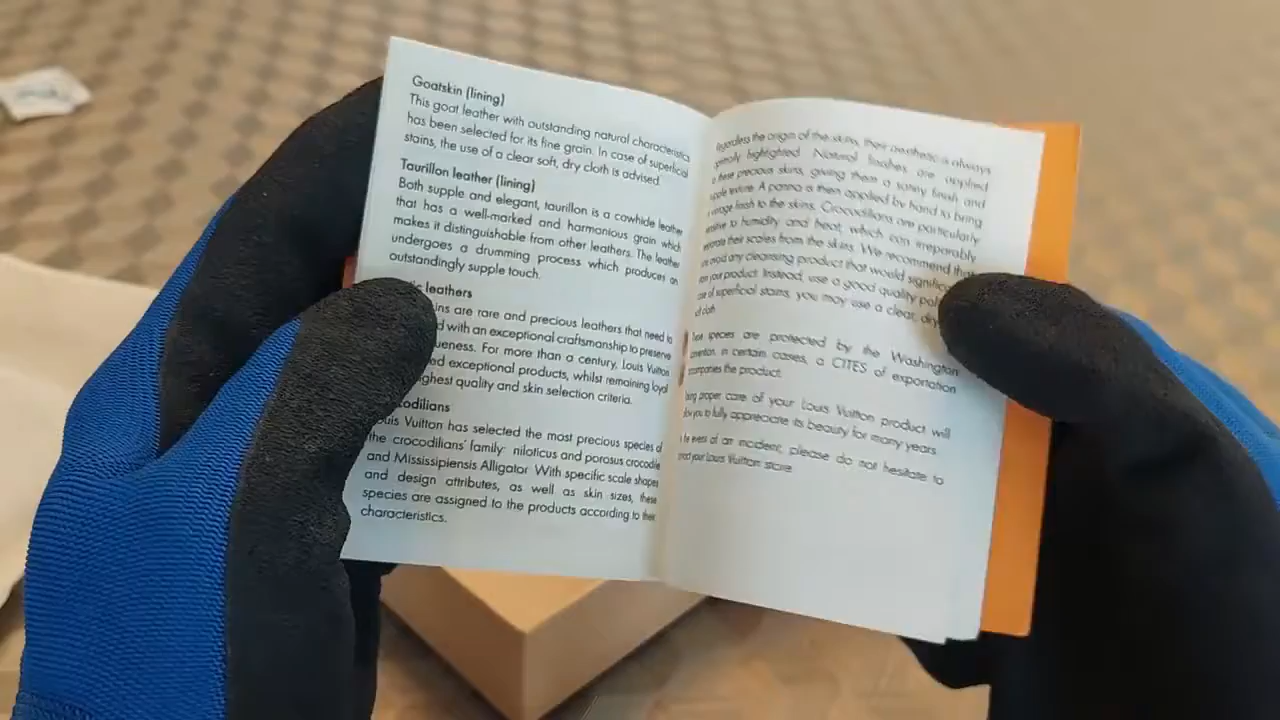 Goatskin (lining)
This goat leather with outstanding natural characteristics
has been selected for its fine grain. In case of superficial
stains, the use of a clear soft, dry cloth is advised.
Taurillon leather (lining)
Both supple and elegant, taurillon is a cowhide leather
that has a well-marked and harmonious grain which
makes it distinguishable from other leathers. The leather
undergoes a drumming process which produces an
outstandingly supple touch.
leathers
are rare and precious leathers that need to
with an exceptional craftsmanship to preserve
For more than a century, Louis Vuitton
exceptional products, whilst remaining loyal
quality and skin selection criteria.
Louis Vuitton has selected the most precious species of
the crocodilians' family: niloticus and porosus crocodile
and Mississipiensis Alligator. With specific scale shapes
and design attributes, as well as skin sizes, these
species are assigned to the products according to their
characteristics.
Regardless the origin of the skins, their aesthetic is always
highlighted. Natural finishes are applied
these precious skins, giving them a satiny finish and
texture. A patina is then applied by hand to bring
finish to the skins. Crocodilians are particularly
to humidity and heat, which can irreparably
their scales from the skins. We recommend that
avoid any cleansing product that would
your product. Instead, use a good quality
of superficial stains, you may use a clear, dry
cloth.
These species are protected by the Washington
in certain cases, a CITES of exportation
the product.
proper care of your Louis Vuitton product will
you to fully appreciate its beauty for many years.
the event of an incident, please do not hesitate to
your Louis Vuitton store.